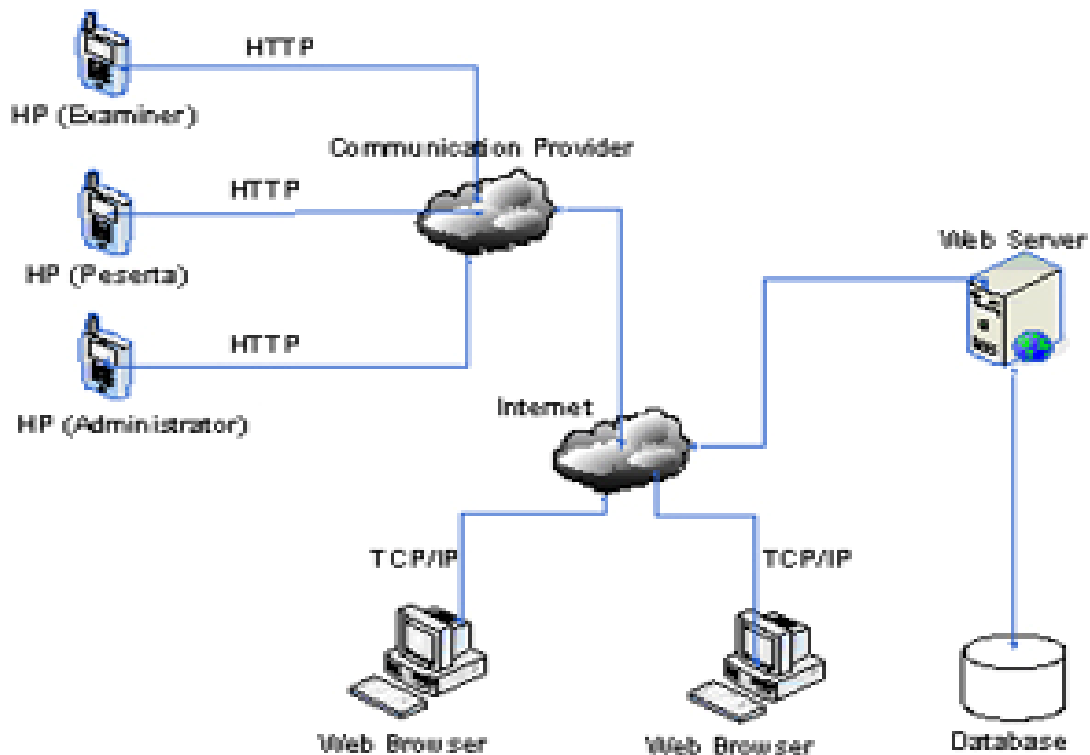 HTTP
HP (Examiner)
Communication Provider
HTTP
HP (Peserta)
Web Server
HTTP
HP (Administrator)
Internet
TCP/IP
TCP/IP
Web Browser
Web Browser
Database